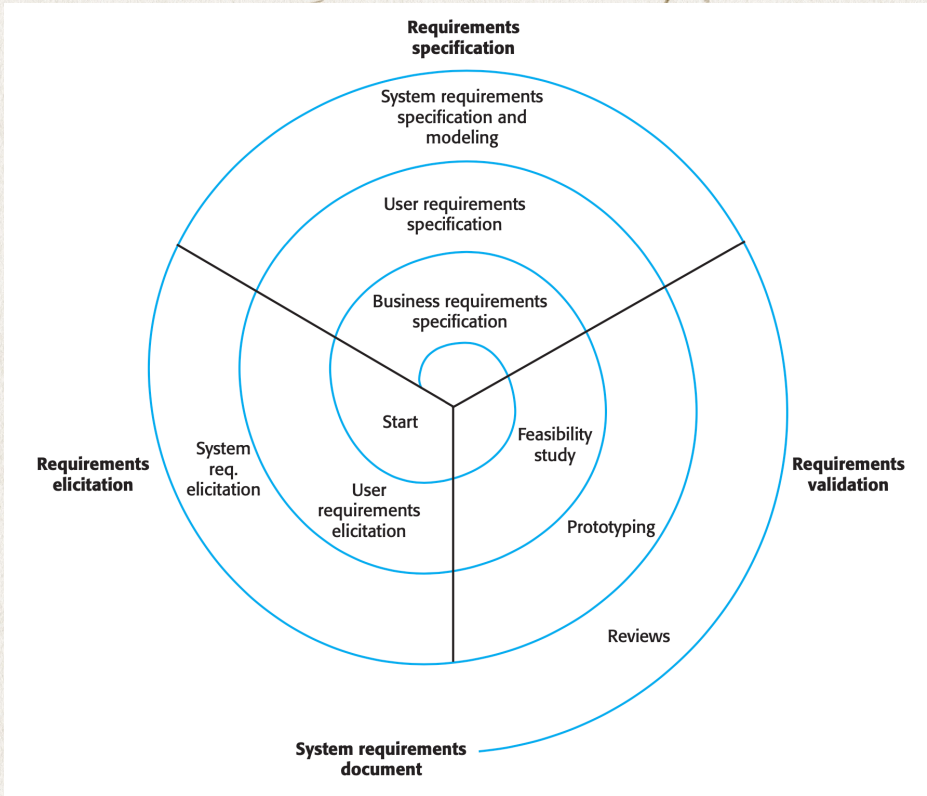 Requirements
specification
System requirements
specification and
modeling
User requirements
specification
Business requirements
specification
Start
Feasibility
study
System
req.
elicitation
User
requirements
elicitation
Requirements
elicitation
Requirements
validation
Prototyping
Reviews
System requirements
document